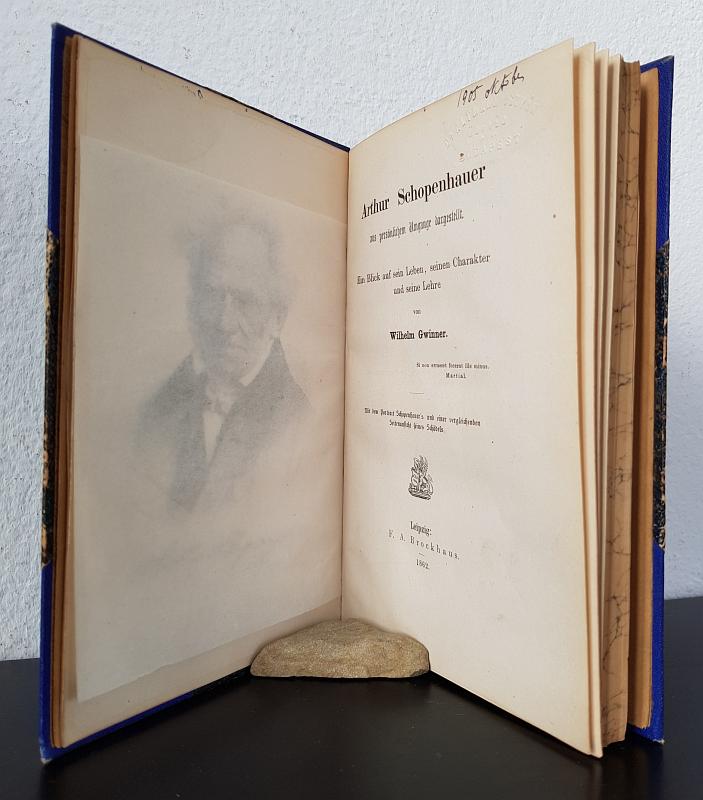 1905 október
Arthur Schopenhauer
aus persönlichem Umgange dargestellt.
Ein Blick auf sein Leben, seinen Charakter
und seine Lehre
von
Wilhelm Gwinner.
Si non errasset fecerat ille minus.
Martial.
Mit dem Portrait Schopenhauer's und einer vergleichenden
Seitenansicht seines Schädels.
Leipzig:
F. A. Brockhaus.
1862.